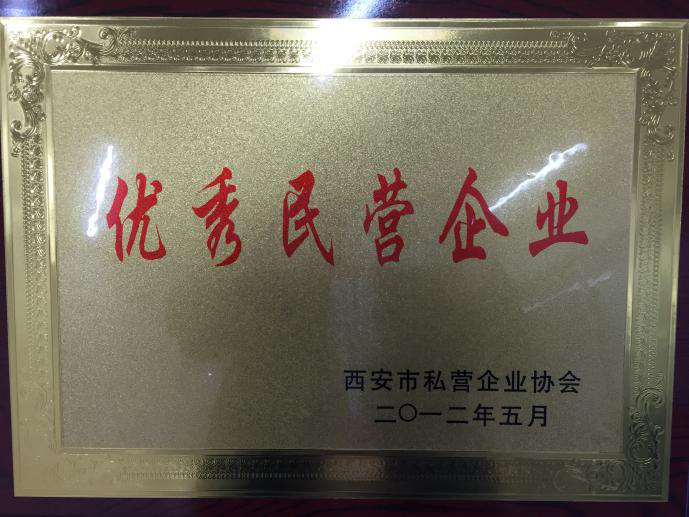 优秀民营企业
西安市私营企业协会
二〇一二年五月